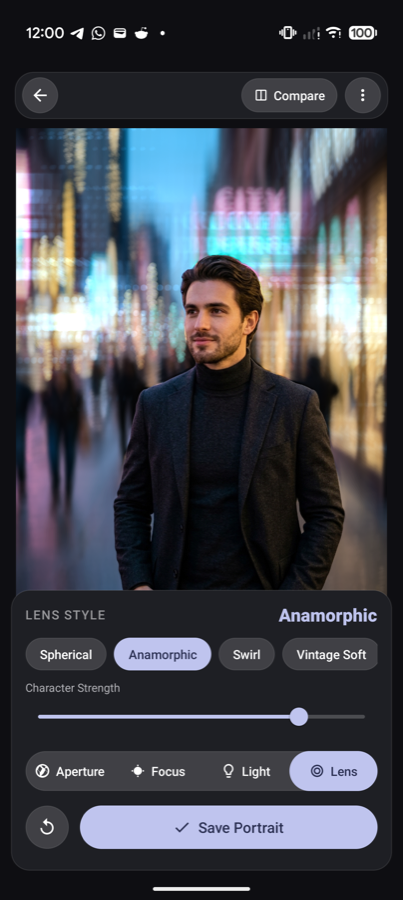 12:00
100
Compare
CITY
LENS STYLE
Anamorphic
Spherical
Anamorphic
Swirl
Vintage Soft
Character Strength
Aperture
Focus
Light
Lens
Save Portrait